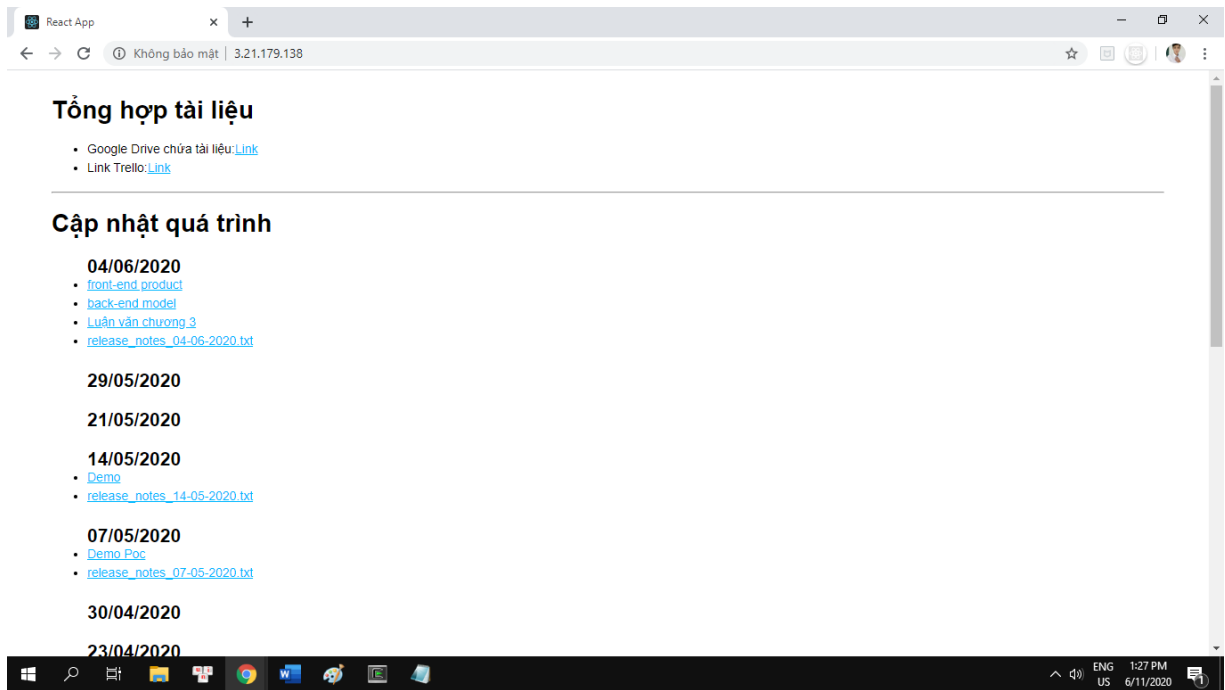 React App
Không bảo mật | 3.21.179.138
Tổng hợp tài liệu
Google Drive chứa tài liệu:Link
Link Trello:Link
Cập nhật quá trình
04/06/2020
front-end product
back-end model
Luận văn chương 3
release_notes_04-06-2020.txt
29/05/2020
21/05/2020
14/05/2020
Demo
release_notes_14-05-2020.txt
07/05/2020
Demo Poc
release_notes_07-05-2020.txt
30/04/2020
23/04/2020
ENG 1:27 PM
US 6/11/2020
1